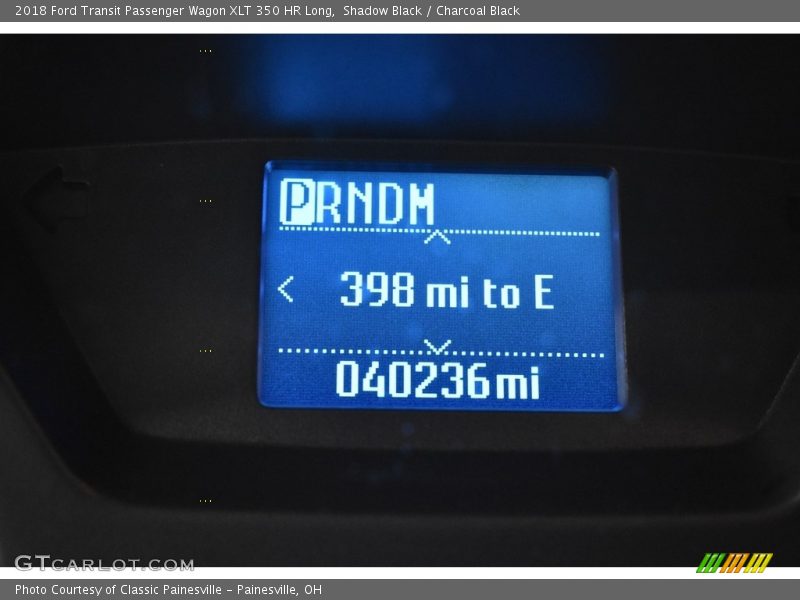 2018 Ford Transit Passenger Wagon XLT 350 HR Long, Shadow Black / Charcoal Black
PRNDM
< 398 mi to E
040236mi
GTCARLOT.COM
Photo Courtesy of Classic Painesville - Painesville, OH